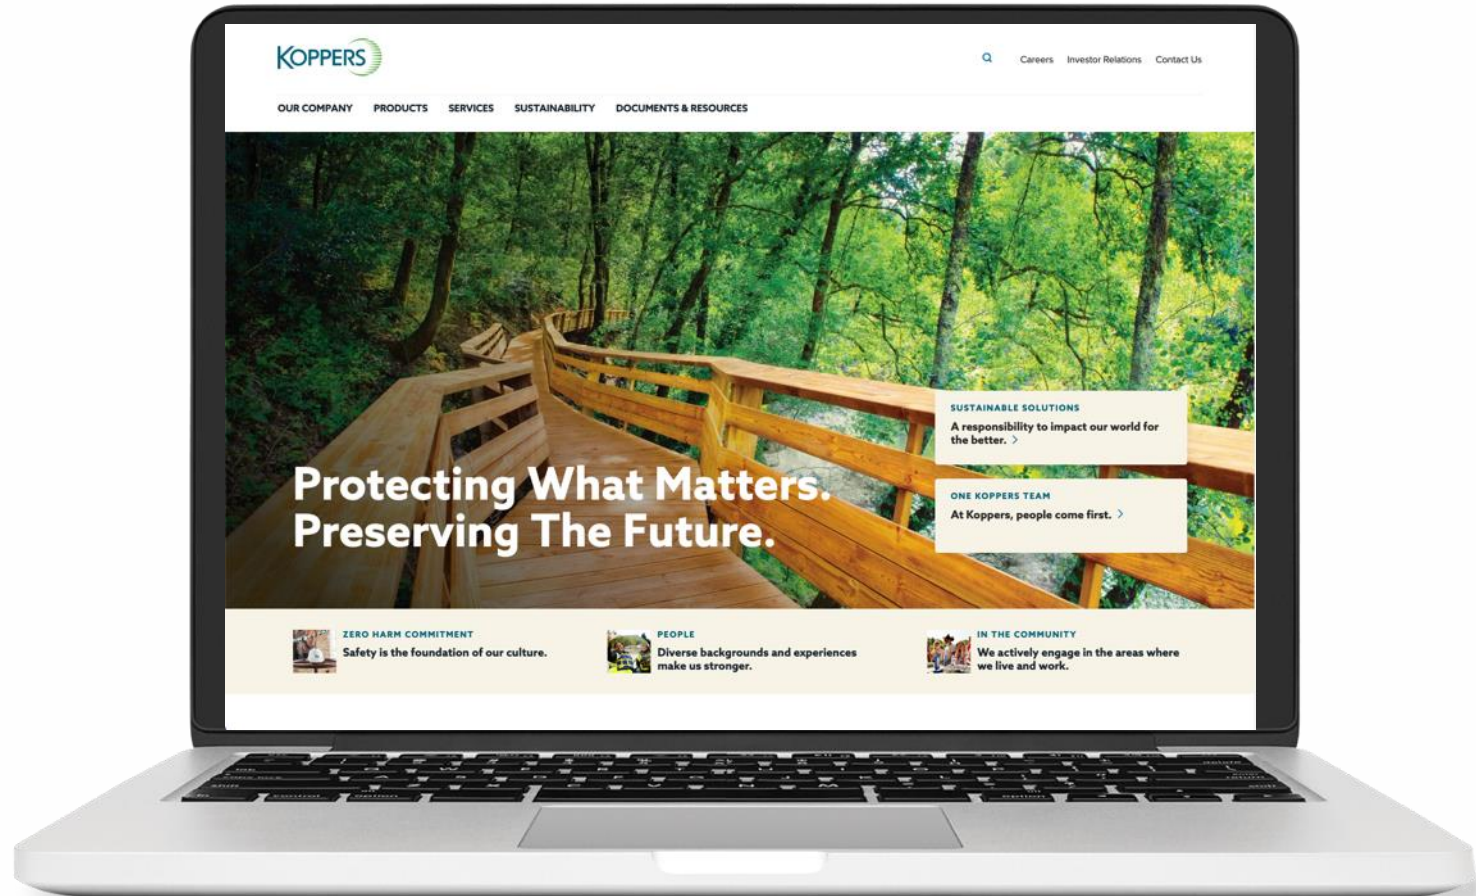 KOPPERS
Careers Investor Relations Contact Us
OUR COMPANY PRODUCTS SERVICES SUSTAINABILITY DOCUMENTS & RESOURCES
SUSTAINABLE SOLUTIONS
A responsibility to impact our world for
the better. >
ONE KOPPERS TEAM
At Koppers, people come first. >
Protecting What Matters.
Preserving The Future.
ZERO HARM COMMITMENT
Safety is the foundation of our culture.
PEOPLE
Diverse backgrounds and experiences
make us stronger.
IN THE COMMUNITY
We actively engage in the areas where
we live and work.